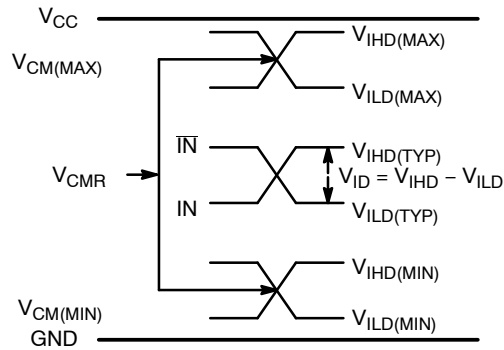 V_CC
V_IHD(MAX)
V_CM(MAX)
V_ILD(MAX)
I̅N̅
V_IHD(TYP)
V_CMR
V_ID = V_IHD − V_ILD
IN
V_ILD(TYP)
V_IHD(MIN)
V_CM(MIN)
V_ILD(MIN)
GND